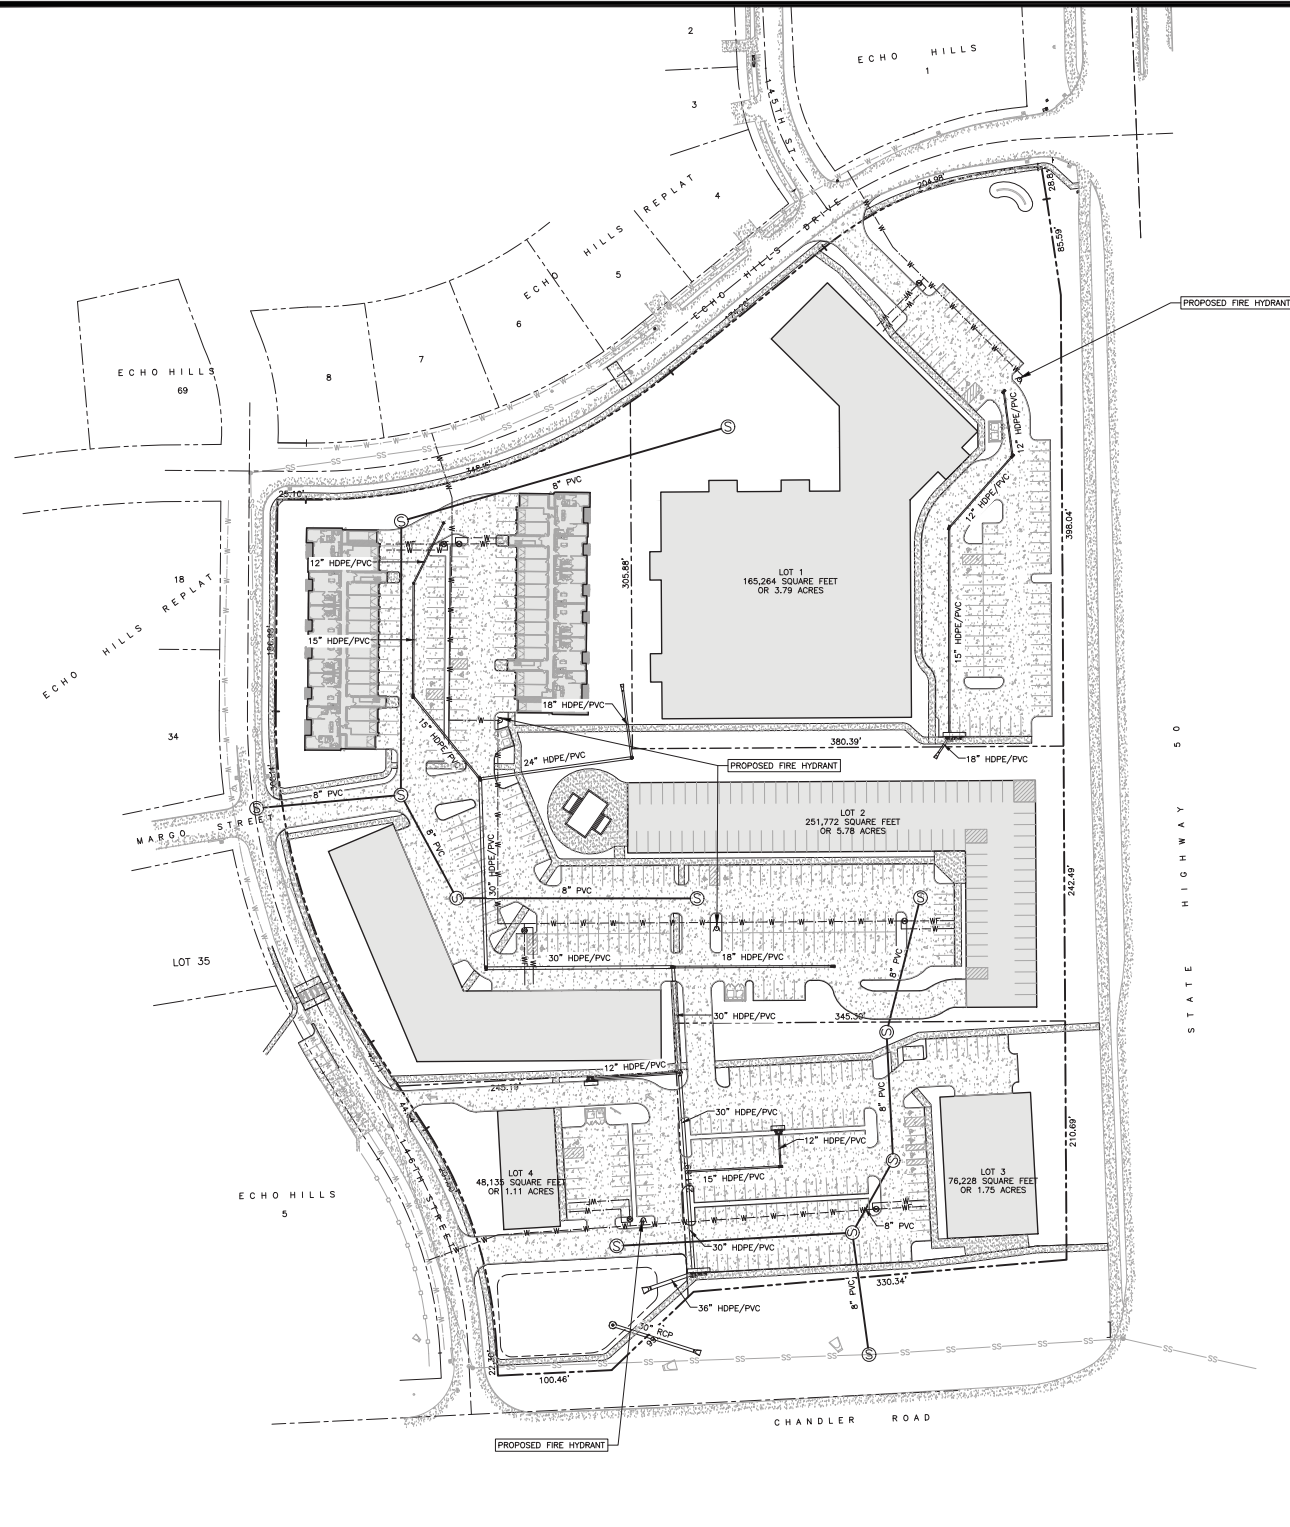 2
ECHO HILLS
1
3
145TH ST
4
ECHO HILLS REPLAT
204.98'
28.8
85.59'
ECHO HILLS DRIVE
5
6
PROPOSED FIRE HYDRANT
7
ECHO HILLS
69
8
12" HDPE/PVC
8" PVC
25.10'
12" HDPE/PVC
398.04'
12" HDPE/PVC
305.88'
LOT 1
165,264 SQUARE FEET
OR 3.79 ACRES
18
ECHO HILLS REPLAT
15" HDPE/PVC
15" HDPE/PVC
34
18" HDPE/PVC
15" HDPE/PVC
380.39'
18" HDPE/PVC
24" HDPE/PVC
PROPOSED FIRE HYDRANT
STATE HIGHWAY 50
8" PVC
MARGO STREET
8" PVC
LOT 2
251,772 SQUARE FEET
OR 5.78 ACRES
30" HDPE/PVC
8" PVC
242.49'
LOT 35
30" HDPE/PVC
18" HDPE/PVC
8" PVC
30" HDPE/PVC
345.39'
12" HDPE/PVC
245.19'
8" PVC
30" HDPE/PVC
12" HDPE/PVC
210.69'
15" HDPE/PVC
LOT 4
48,135 SQUARE FEET
OR 1.11 ACRES
LOT 3
76,228 SQUARE FEET
OR 1.75 ACRES
146TH STREET
ECHO HILLS
5
8" PVC
30" HDPE/PVC
330.34'
8" PVC
36" HDPE/PVC
30" RCP
22.30'
100.46'
CHANDLER ROAD
PROPOSED FIRE HYDRANT